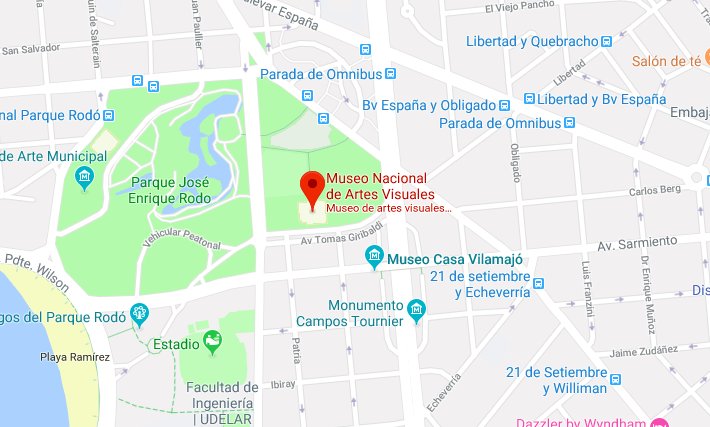 Bulevar España
El Viejo Pancho
Libertad y Quebracho
San Salvador
Juan Paullier
de Salterain
Salón de té
Parada de Omnibus
Libertad
Libertad y Bv España
Bv España y Obligado
nal Parque Rodó
Embaj
Parada de Omnibus
Obligado
de Arte Municipal
Museo Nacional
de Artes Visuales
Museo de artes visuales…
Parque José
Enrique Rodo
Carlos Berg
Vehicular Peatonal
Av Tomas Giribaldi
Av. Sarmiento
Museo Casa Vilamajó
Pdte. Wilson
21 de setiembre
y Echeverría
Luis Franzini
Dr Enrique Muñoz
Dis
Monumento
Campos Tournier
gos del Parque Rodó
Estadio
Patria
Playa Ramírez
Jaime Zudáñez
21 de Setiembre
y Williman
Facultad de
Ingeniería
| UDELAR
Ibiray
Echeverría
Dazzler by Wyndham